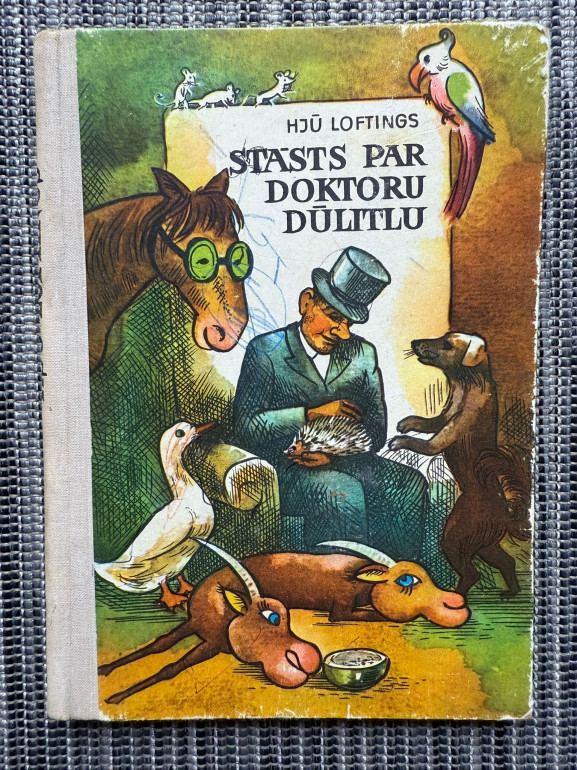 HJŪ LOFTINGS
STĀSTS PAR
DOKTORU
DŪLITLU